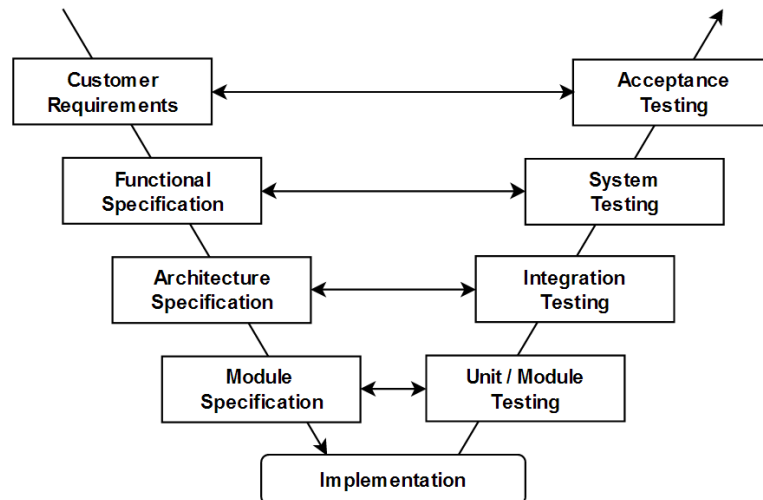 Customer
Requirements
Acceptance
Testing
Functional
Specification
System
Testing
Architecture
Specification
Integration
Testing
Module
Specification
Unit / Module
Testing
Implementation